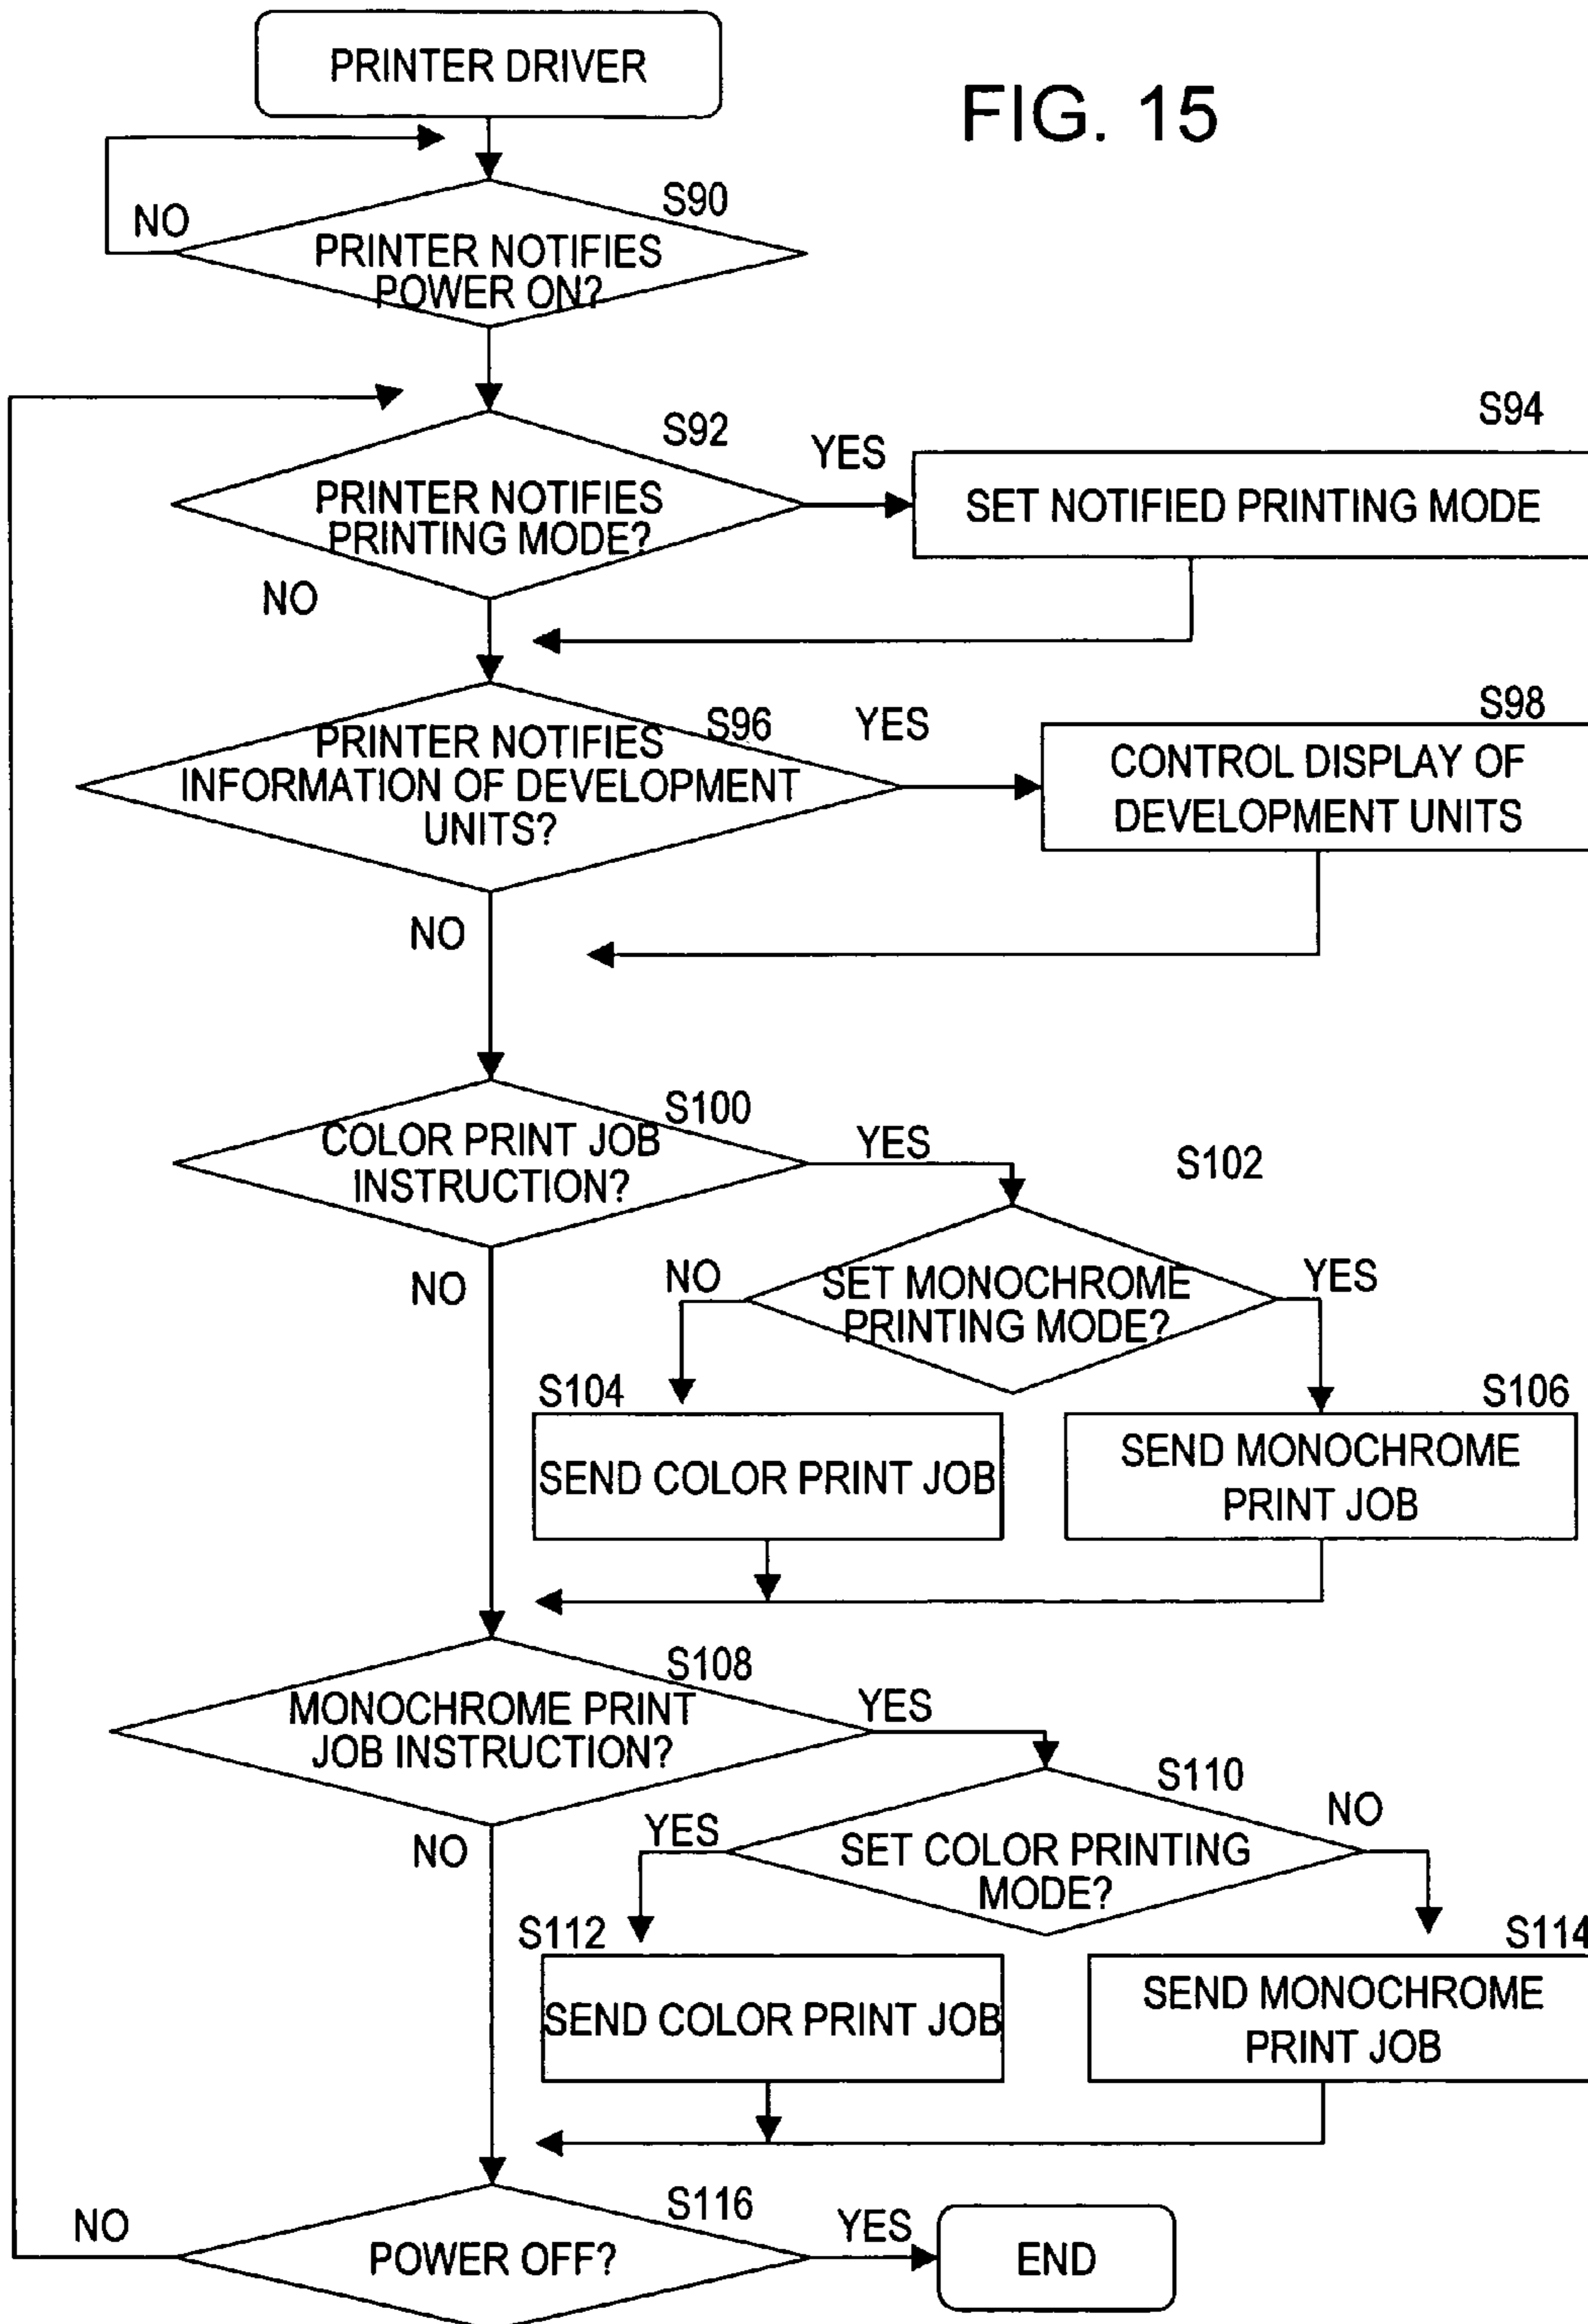 PRINTER DRIVER
FIG. 15
S90
NO
PRINTER NOTIFIES
POWER ON?
S92
YES
S94
PRINTER NOTIFIES
PRINTING MODE?
SET NOTIFIED PRINTING MODE
NO
S96
YES
S98
PRINTER NOTIFIES
INFORMATION OF DEVELOPMENT
UNITS?
CONTROL DISPLAY OF
DEVELOPMENT UNITS
NO
S100
COLOR PRINT JOB
INSTRUCTION?
YES
S102
NO
NO
SET MONOCHROME
PRINTING MODE?
YES
S104
S106
SEND COLOR PRINT JOB
SEND MONOCHROME
PRINT JOB
S108
MONOCHROME PRINT
JOB INSTRUCTION?
YES
S110
NO
YES
SET COLOR PRINTING
MODE?
NO
S112
S114
SEND COLOR PRINT JOB
SEND MONOCHROME
PRINT JOB
S116
NO
POWER OFF?
YES
END